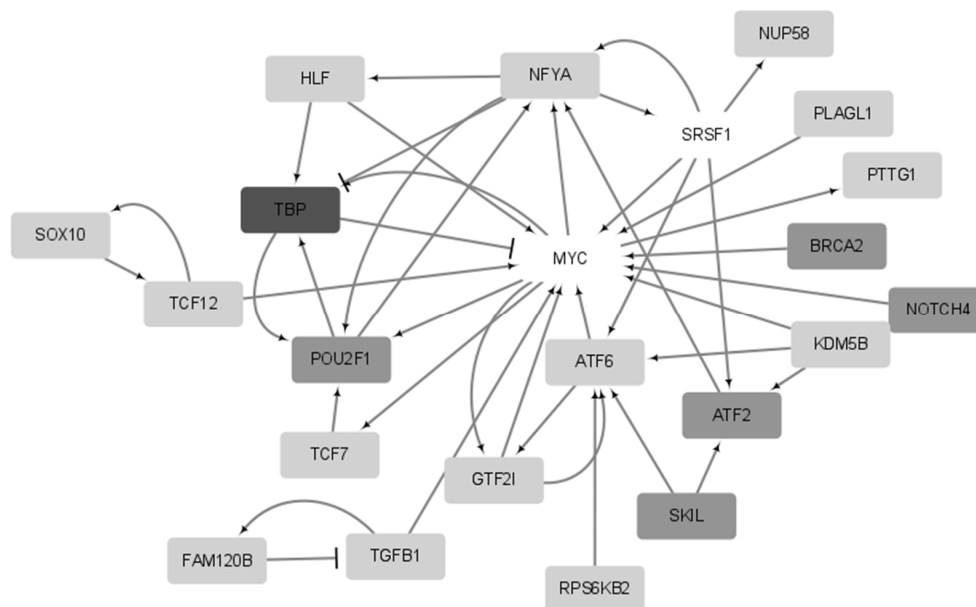 NUP58
HLF
NFYA
PLAGL1
SRSF1
PTTG1
TBP
SOX10
BRCA2
MYC
TCF12
NOTCH4
POU2F1
ATF6
KDM5B
ATF2
TCF7
GTF2I
SKIL
FAM120B
TGFB1
RPS6KB2